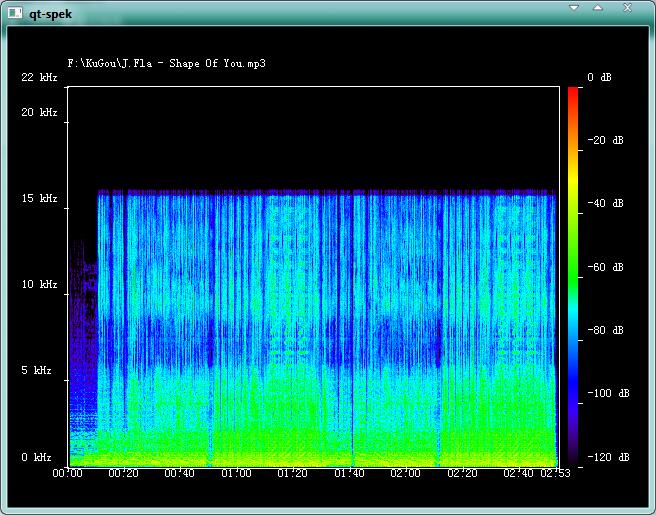 qt-spek
F:\KuGou\J.Fla - Shape Of You.mp3
22 kHz
20 kHz
15 kHz
10 kHz
5 kHz
0 kHz
00:00 00:20 00:40 01:00 01:20 01:40 02:00 02:20 02:40 02:53
0 dB
-20 dB
-40 dB
-60 dB
-80 dB
-100 dB
-120 dB